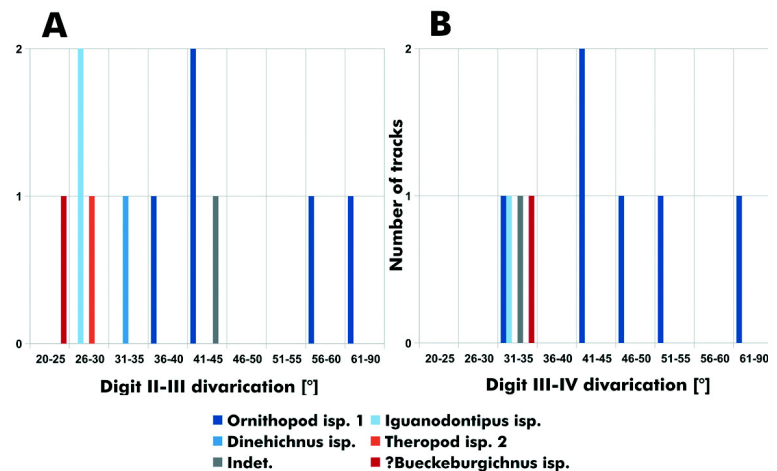 A
B
2
1
0
20-25 26-30 31-35 36-40 41-45 46-50 51-55 56-60 61-90
Digit II-III divarication [°]
Number of tracks
2
1
0
20-25 26-30 31-35 36-40 41-45 46-50 51-55 56-60 61-90
Digit III-IV divarication [°]
Ornithopod isp. 1 Iguanodontipus isp.
Dinehichnus isp. Theropod isp. 2
Indet. ?Bueckeburgichnus isp.